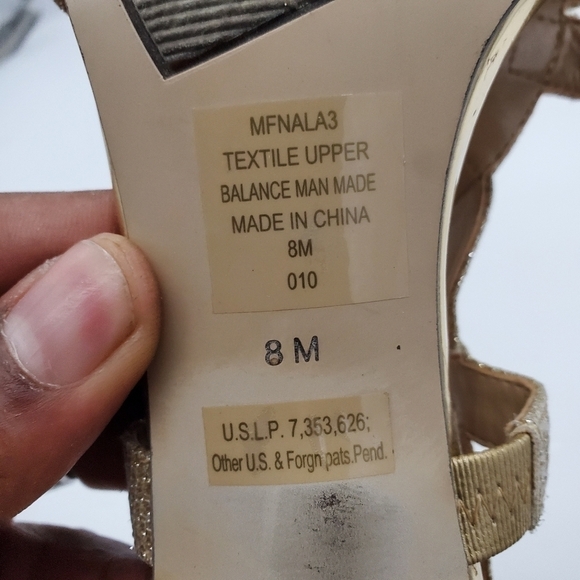 MFNALA3
TEXTILE UPPER
BALANCE MAN MADE
MADE IN CHINA
8M
010
8 M
U.S.L.P. 7,353,626;
Other U.S. & Forgn pats.Pend.